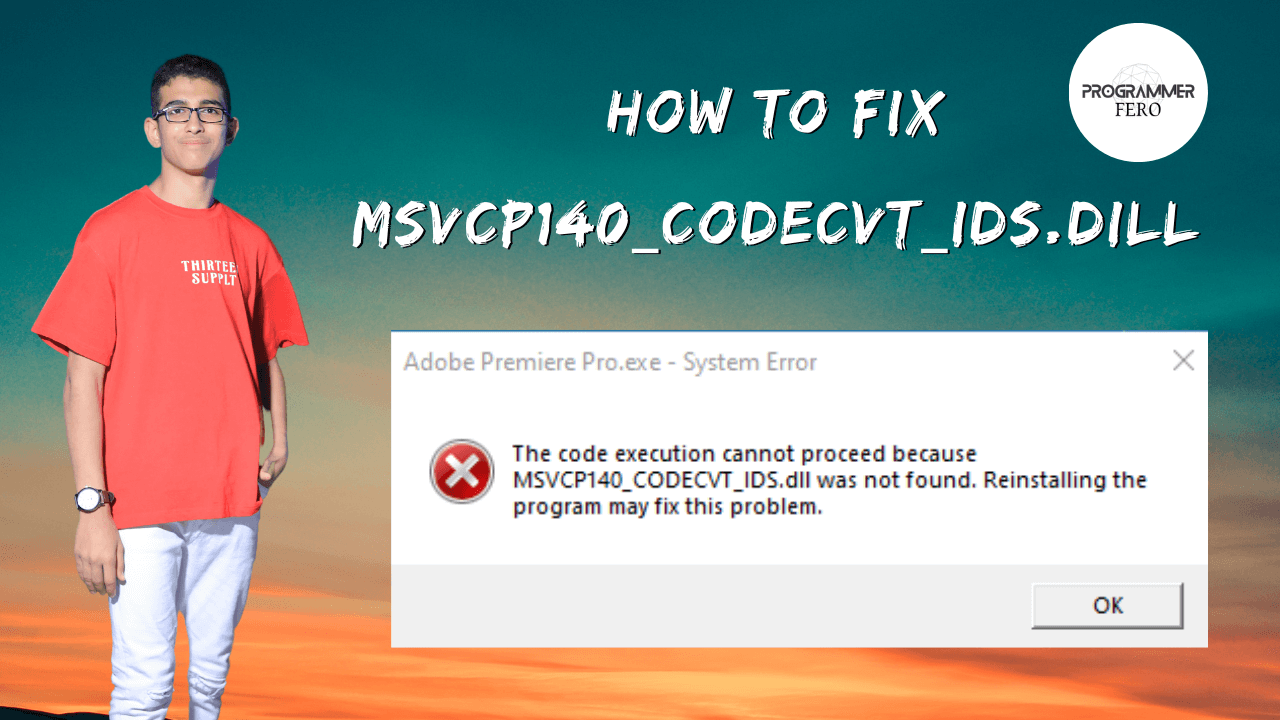 HOW TO FIX
PROGRAMMER
FERO
MSVCP140_CODECVT_IDS.DILL
THIRTEE
SUPPLT
Adobe Premiere Pro.exe - System Error
The code execution cannot proceed because
MSVCP140_CODECVT_IDS.dll was not found. Reinstalling the
program may fix this problem.
OK